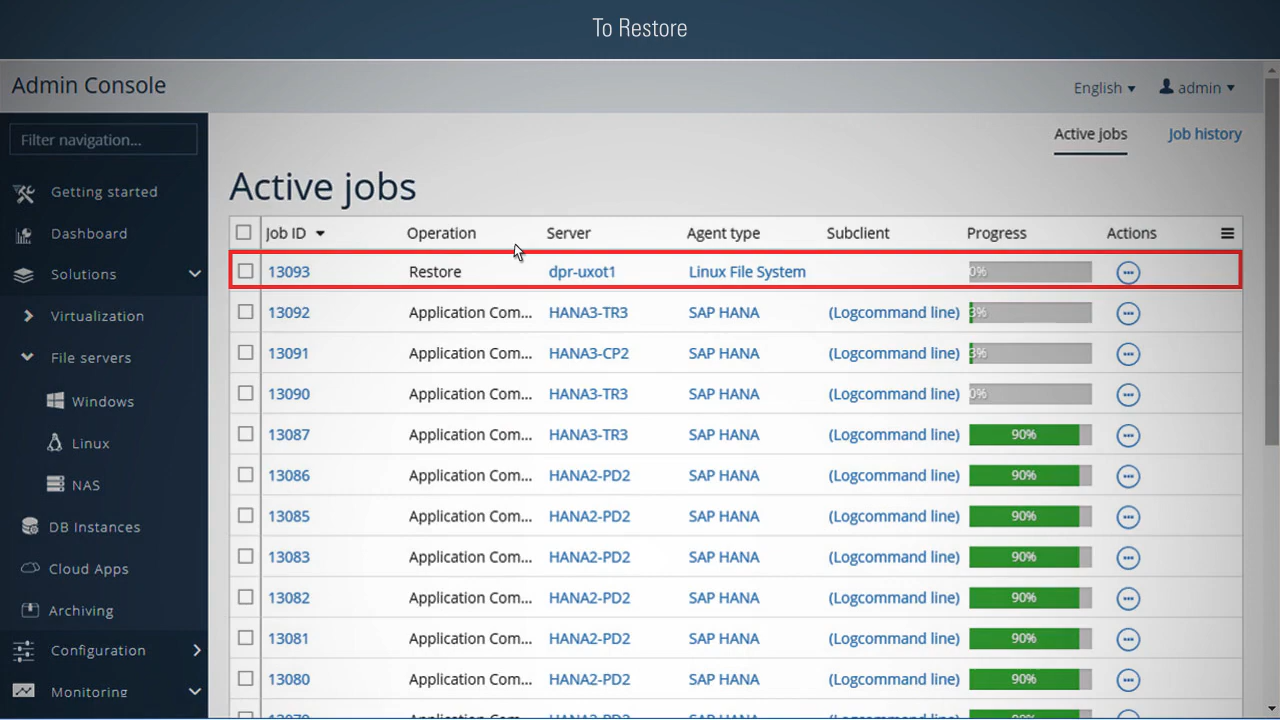 To Restore
Admin Console
English
admin
Filter navigation...
Getting started
Dashboard
Solutions
Virtualization
File servers
Windows
Linux
NAS
DB Instances
Cloud Apps
Archiving
Configuration
Monitoring
Active jobs Job history
Active jobs
Job ID Operation Server Agent type Subclient Progress Actions
13093 Restore dpr-uxot1 Linux File System 0%
13092 Application Com... HANA3-TR3 SAP HANA (Logcommand line) 3%
13091 Application Com... HANA3-CP2 SAP HANA (Logcommand line) 3%
13090 Application Com... HANA3-TR3 SAP HANA (Logcommand line) 0%
13087 Application Com... HANA3-TR3 SAP HANA (Logcommand line) 90%
13086 Application Com... HANA2-PD2 SAP HANA (Logcommand line) 90%
13085 Application Com... HANA2-PD2 SAP HANA (Logcommand line) 90%
13083 Application Com... HANA2-PD2 SAP HANA (Logcommand line) 90%
13082 Application Com... HANA2-PD2 SAP HANA (Logcommand line) 90%
13081 Application Com... HANA2-PD2 SAP HANA (Logcommand line) 90%
13080 Application Com... HANA2-PD2 SAP HANA (Logcommand line) 90%